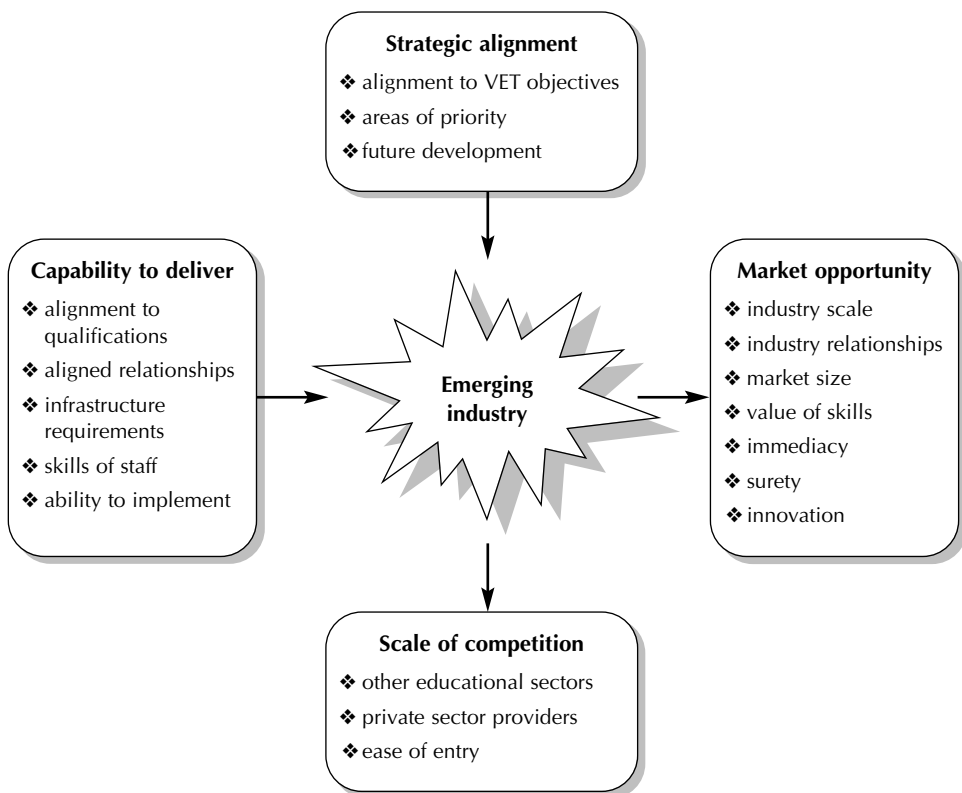 Strategic alignment
❖ alignment to VET objectives
❖ areas of priority
❖ future development
Capability to deliver
❖ alignment to
qualifications
❖ aligned relationships
❖ infrastructure
requirements
❖ skills of staff
❖ ability to implement
Emerging
industry
Market opportunity
❖ industry scale
❖ industry relationships
❖ market size
❖ value of skills
❖ immediacy
❖ surety
❖ innovation
Scale of competition
❖ other educational sectors
❖ private sector providers
❖ ease of entry